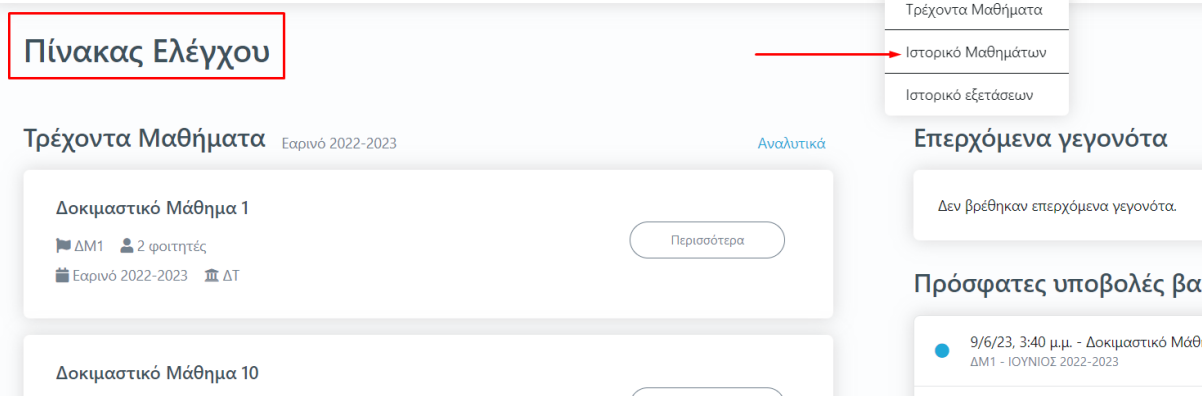 Τρέχοντα Μαθήματα
Ιστορικό Μαθημάτων
Ιστορικό εξετάσεων
Πίνακας Ελέγχου
Τρέχοντα Μαθήματα Εαρινό 2022-2023 Αναλυτικά
Δοκιμαστικό Μάθημα 1
ΔΜ1 2 φοιτητές
Εαρινό 2022-2023 ΔΤ
Περισσότερα
Δοκιμαστικό Μάθημα 10
Επερχόμενα γεγονότα
Δεν βρέθηκαν επερχόμενα γεγονότα.
Πρόσφατες υποβολές
9/6/23, 3:40 μ.μ. - Δοκιμαστικό
ΔΜ1 - ΙΟΥΝΙΟΣ 2022-2023